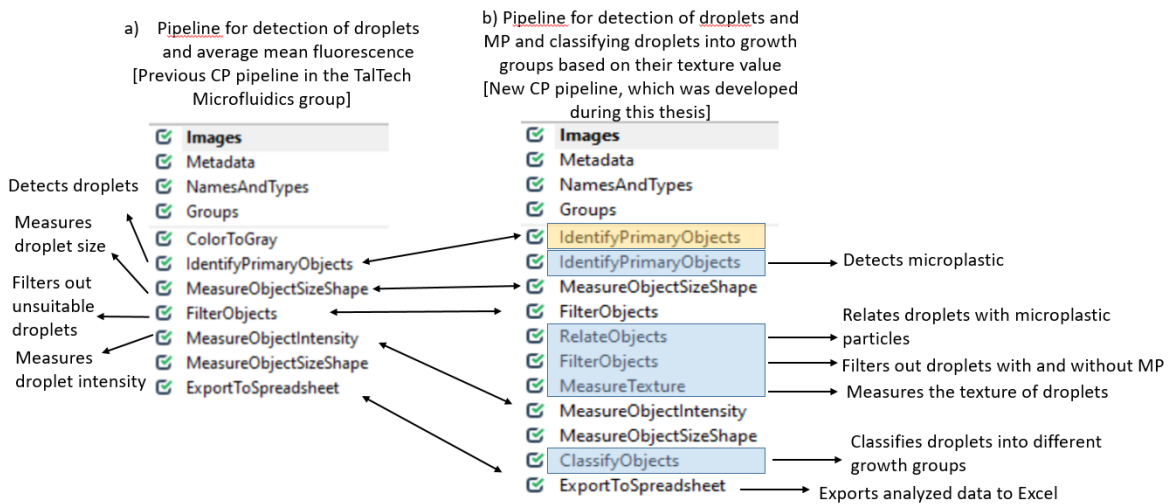 a) Pipeline for detection of droplets
and average mean fluorescence
[Previous CP pipeline in the TalTech
Microfluidics group]
Images
Metadata
NamesAndTypes
Groups
ColorToGray
IdentifyPrimaryObjects
MeasureObjectSizeShape
FilterObjects
MeasureObjectIntensity
MeasureObjectSizeShape
ExportToSpreadsheet
Detects droplets
Measures
droplet size
Filters out
unsuitable
droplets
Measures
droplet intensity
b) Pipeline for detection of droplets and
MP and classifying droplets into growth
groups based on their texture value
[New CP pipeline, which was developed
during this thesis]
Images
Metadata
NamesAndTypes
Groups
IdentifyPrimaryObjects
IdentifyPrimaryObjects
MeasureObjectSizeShape
FilterObjects
RelateObjects
FilterObjects
MeasureTexture
MeasureObjectIntensity
MeasureObjectSizeShape
ClassifyObjects
ExportToSpreadsheet
Detects microplastic
Relates droplets with microplastic
particles
Filters out droplets with and without MP
Measures the texture of droplets
Classifies droplets into different
growth groups
Exports analyzed data to Excel